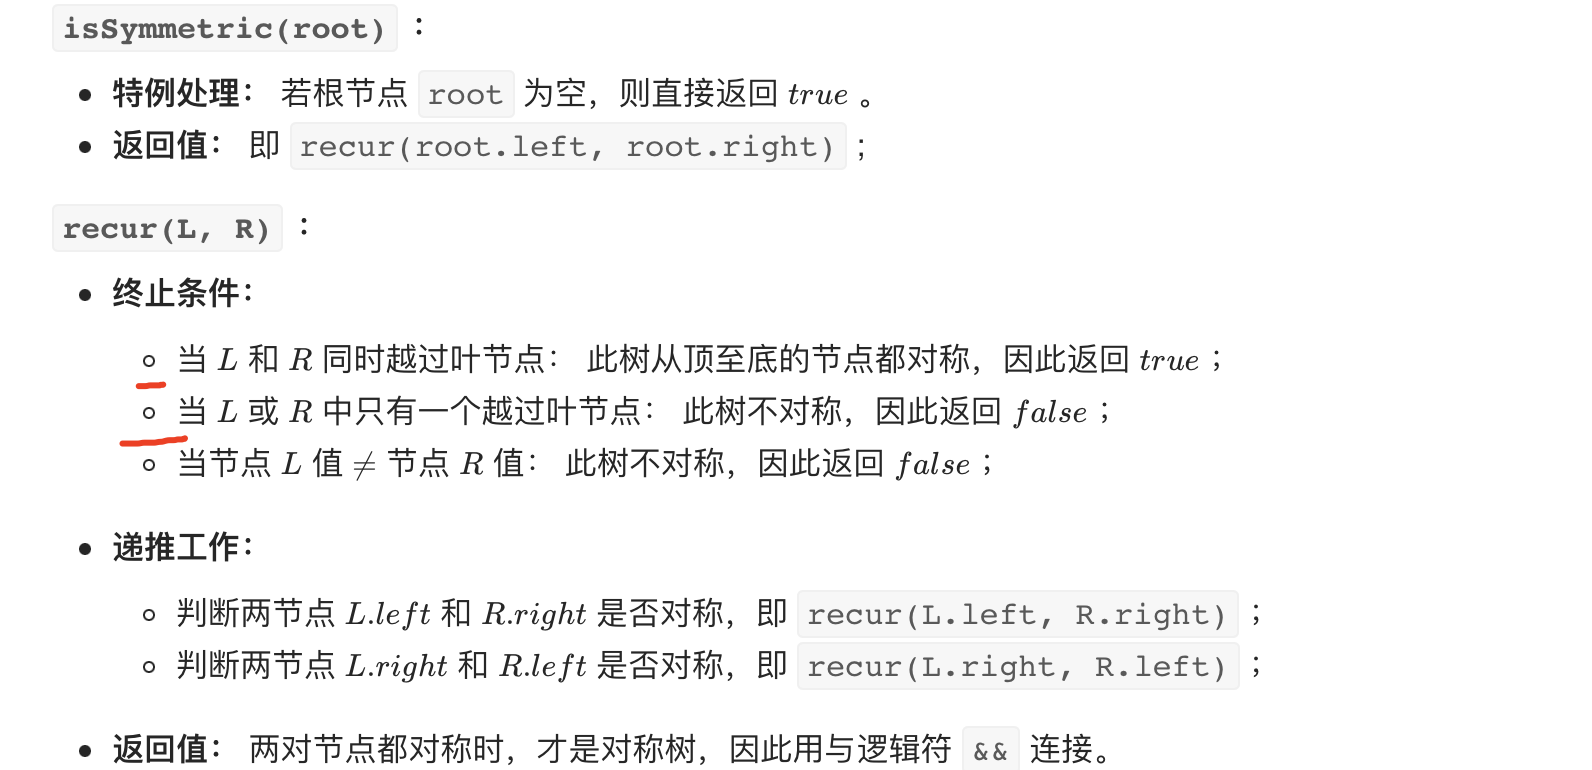 isSymmetric(root) ：
• 特例处理： 若根节点 root 为空，则直接返回 true 。
• 返回值： 即 recur(root.left, root.right) ；
recur(L, R) ：
• 终止条件：
◦ 当 L 和 R 同时越过叶节点： 此树从顶至底的节点都对称，因此返回 true ；
◦ 当 L 或 R 中只有一个越过叶节点： 此树不对称，因此返回 false ；
◦ 当节点 L 值 ≠ 节点 R 值： 此树不对称，因此返回 false ；
• 递推工作：
◦ 判断两节点 L.left 和 R.right 是否对称，即 recur(L.left, R.right) ；
◦ 判断两节点 L.right 和 R.left 是否对称，即 recur(L.right, R.left) ；
• 返回值： 两对节点都对称时，才是对称树，因此用与逻辑符 && 连接。